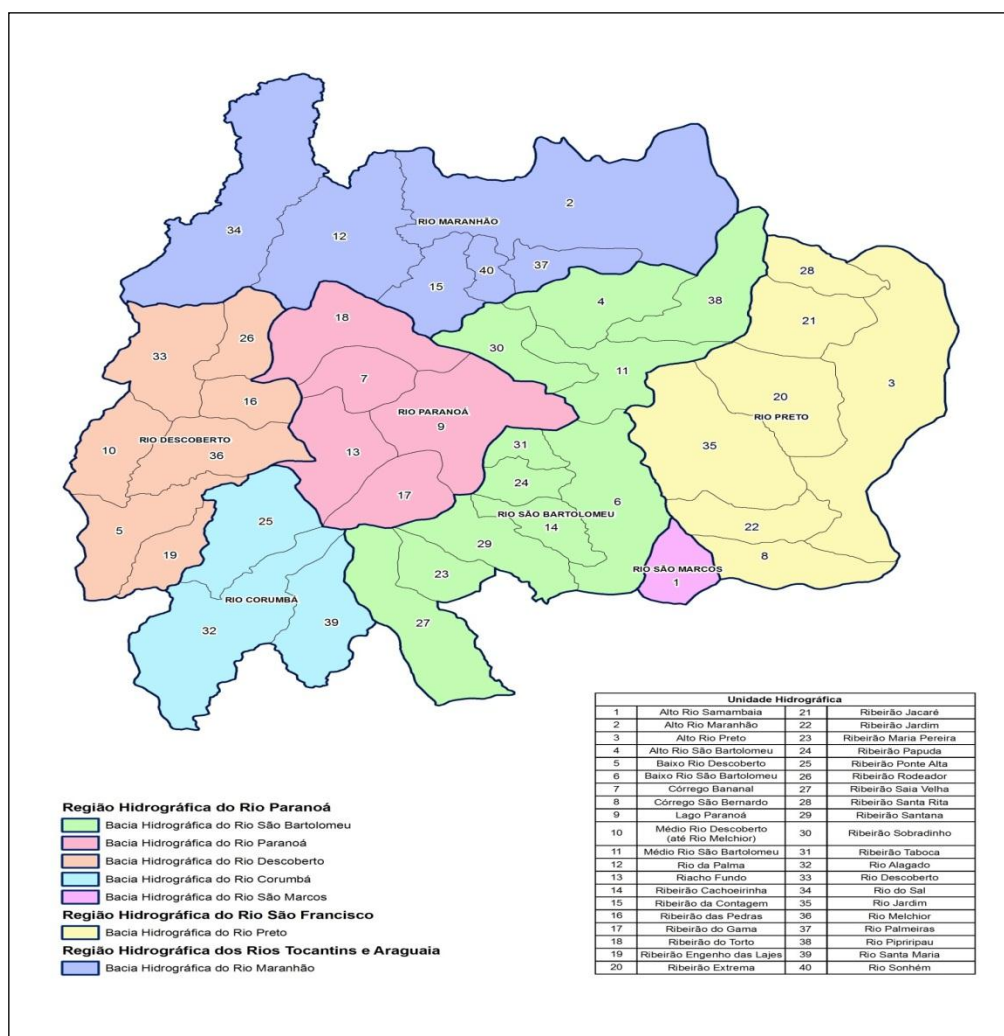 2
RIO MARANHÃO
34
12
40
37
15
28
4
38
21
18
26
33
30
7
11
3
16
20
RIO PARANOÁ
RIO PRETO
9
RIO DESCOBERTO
31
35
10
36
13
24
17
6
25
RIO SÃO BARTOLOMEU
14
22
5
29
19
8
23
RIO SÃO MARCOS
1
RIO CORUMBÁ
27
32
39
Unidade Hidrográfica
1 Alto Rio Samambaia 21 Ribeirão Jacaré
2 Alto Rio Maranhão 22 Ribeirão Jardim
3 Alto Rio Preto 23 Ribeirão Maria Pereira
4 Alto Rio São Bartolomeu 24 Ribeirão Papuda
5 Baixo Rio Descoberto 25 Ribeirão Ponte Alta
6 Baixo Rio São Bartolomeu 26 Ribeirão Rodeador
7 Córrego Bananal 27 Ribeirão Saia Velha
8 Córrego São Bernardo 28 Ribeirão Santa Rita
9 Lago Paranoá 29 Ribeirão Santana
10 Médio Rio Descoberto (até Rio Melchior) 30 Ribeirão Sobradinho
11 Médio Rio São Bartolomeu 31 Ribeirão Taboca
12 Rio da Palma 32 Rio Alagado
13 Riacho Fundo 33 Rio Descoberto
14 Ribeirão Cachoeirinha 34 Rio do Sal
15 Ribeirão da Contagem 35 Rio Jardim
16 Ribeirão das Pedras 36 Rio Melchior
17 Ribeirão do Gama 37 Rio Palmeiras
18 Ribeirão do Torto 38 Rio Pipriripau
19 Ribeirão Engenho das Lajes 39 Rio Santa Maria
20 Ribeirão Extrema 40 Rio Sonhém
Região Hidrográfica do Rio Paranoá
Bacia Hidrográfica do Rio São Bartolomeu
Bacia Hidrográfica do Rio Paranoá
Bacia Hidrográfica do Rio Descoberto
Bacia Hidrográfica do Rio Corumbá
Bacia Hidrográfica do Rio São Marcos
Região Hidrográfica do Rio São Francisco
Bacia Hidrográfica do Rio Preto
Região Hidrográfica dos Rios Tocantins e Araguaia
Bacia Hidrográfica do Rio Maranhão